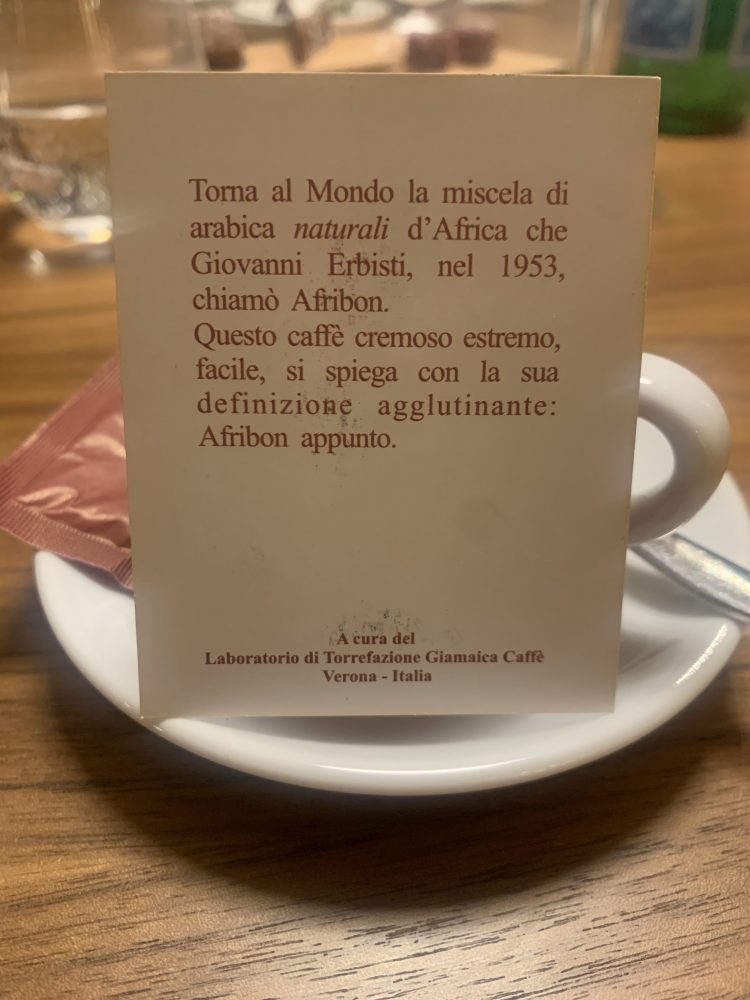 Torna al Mondo la miscela di
arabica naturali d'Africa che
Giovanni Erbisti, nel 1953,
chiamò Afribon.
Questo caffè cremoso estremo,
facile, si spiega con la sua
definizione agglutinante:
Afribon appunto.
A cura del
Laboratorio di Torrefazione Giamaica Caffè
Verona - Italia